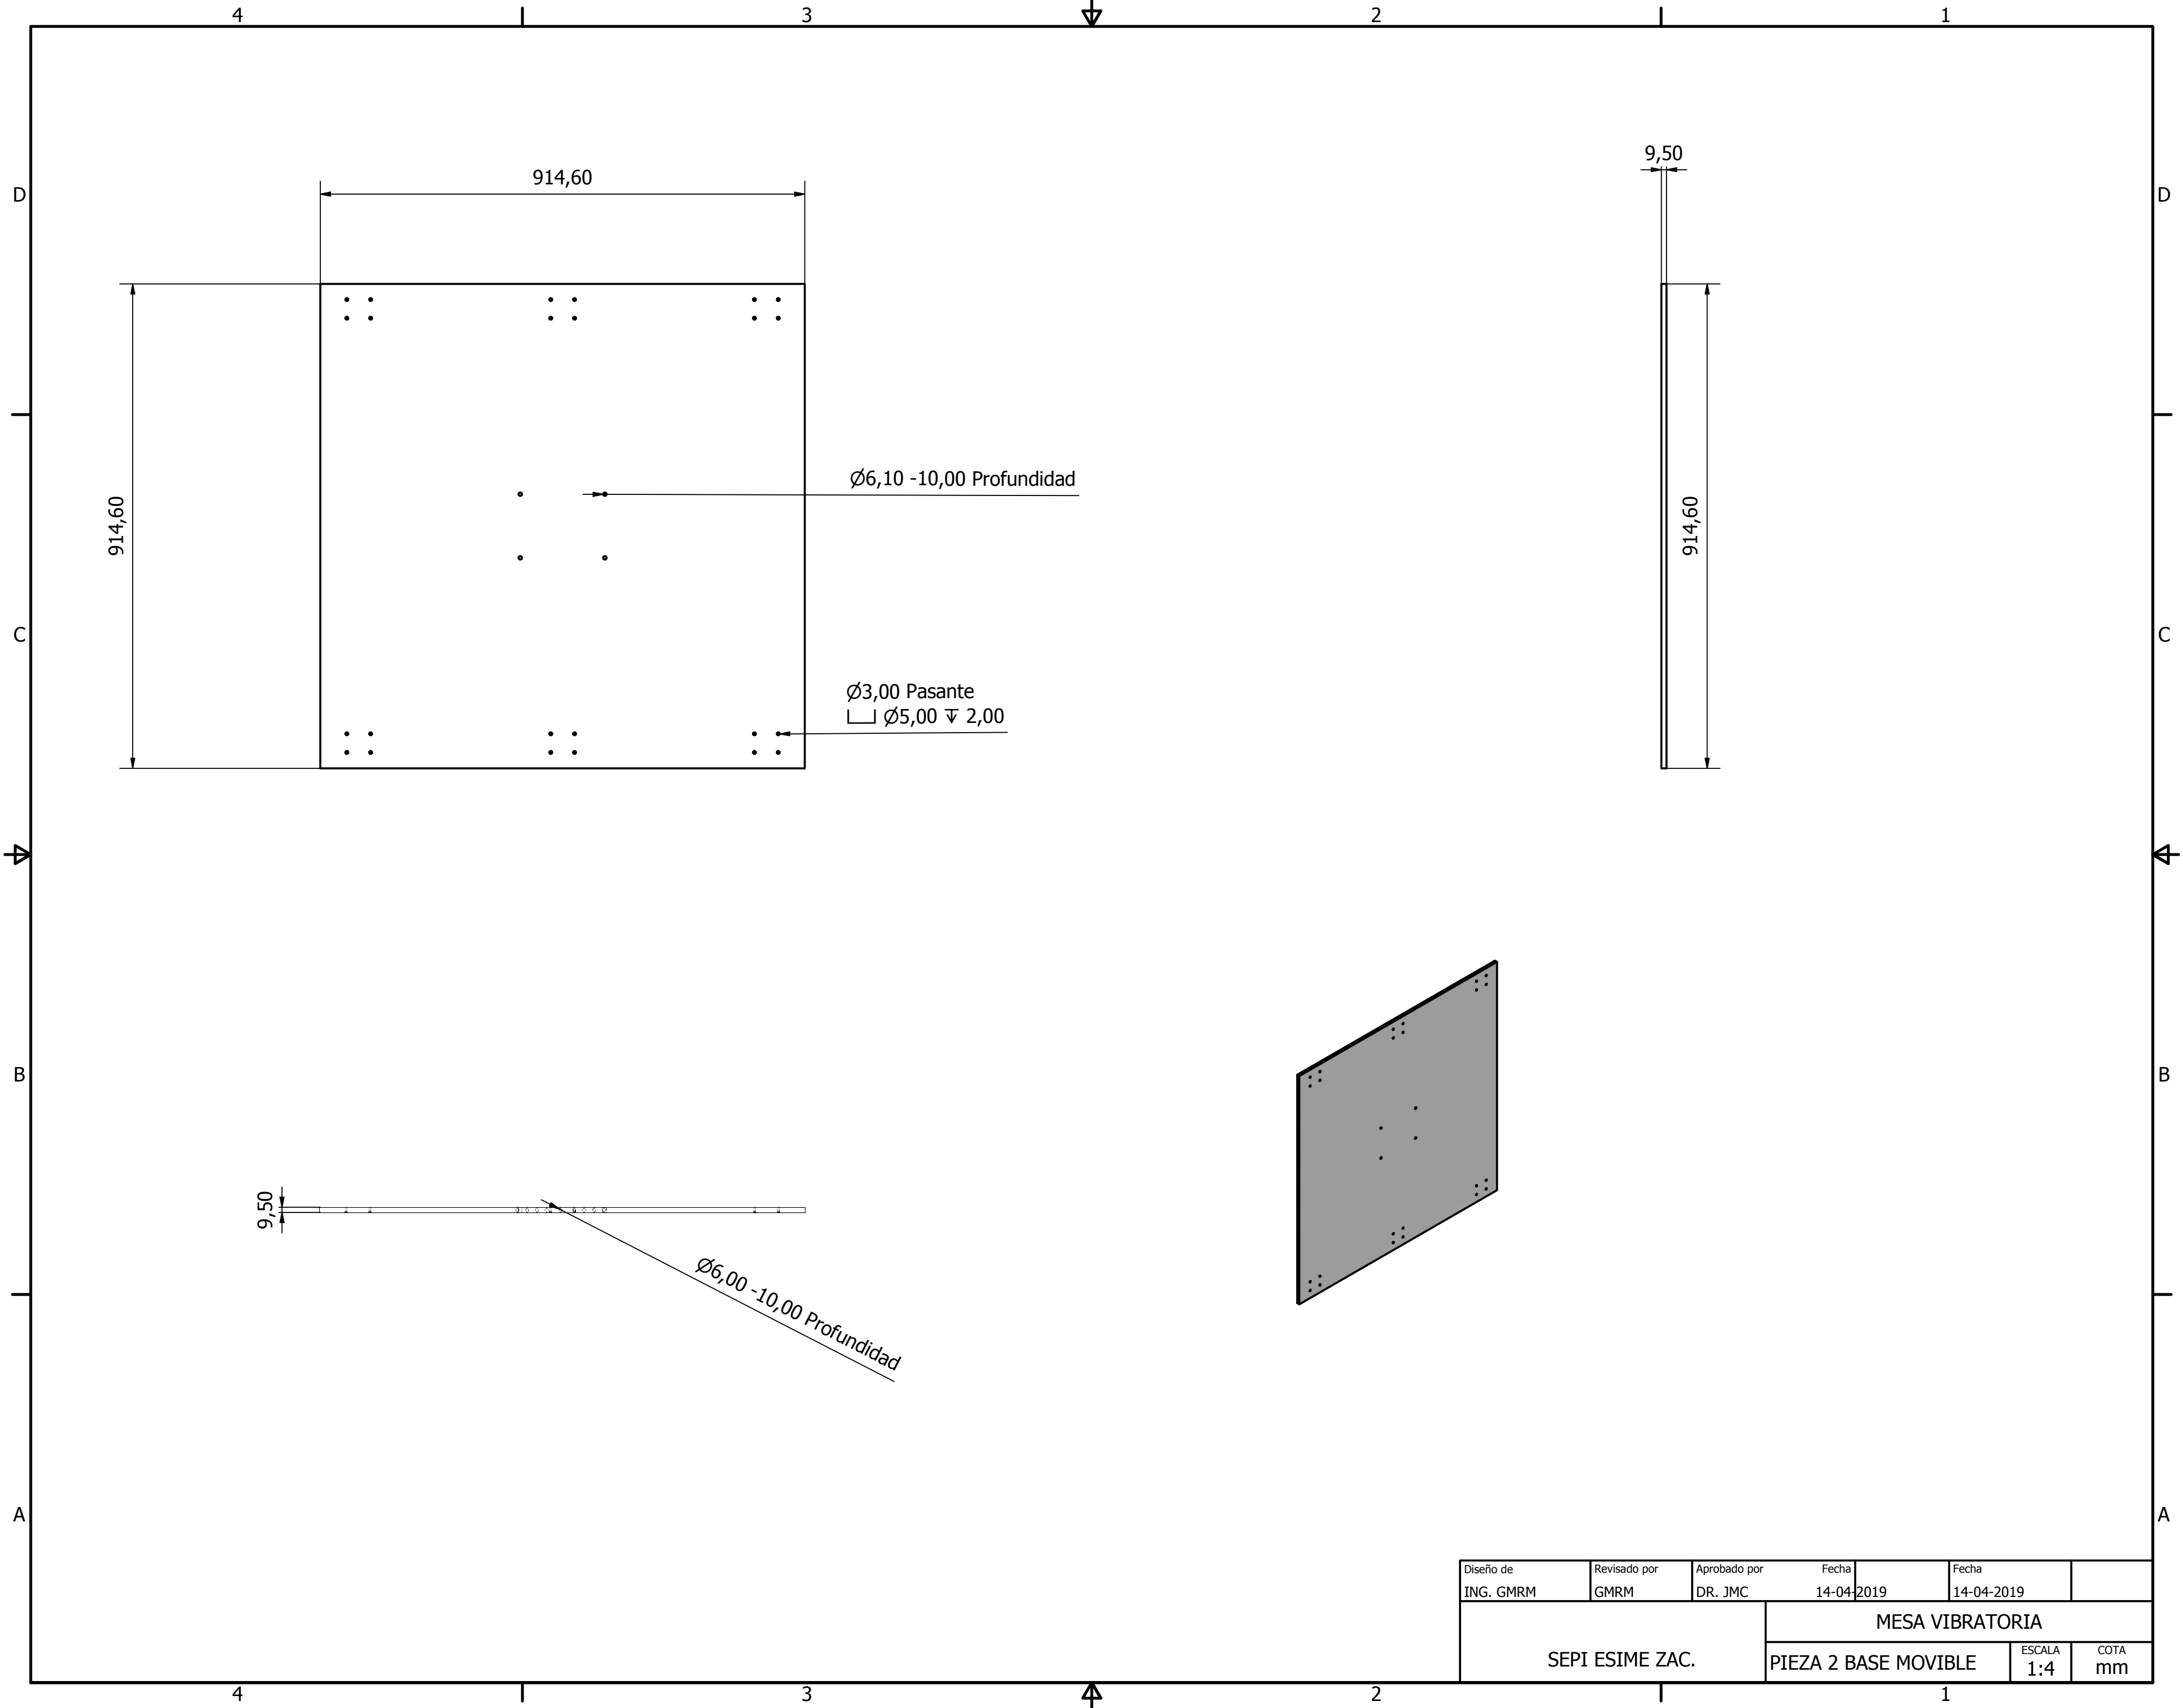 4 3 2 1
D D
914,60
9,50
914,60
914,60
Ø6,10 -10,00 Profundidad
C C
Ø3,00 Pasante
⌴ Ø5,00 ↧ 2,00
B B
9,50
Ø6,00 -10,00 Profundidad
A A
Diseño de Revisado por Aprobado por Fecha Fecha
ING. GMRM GMRM DR. JMC 14-04-2019 14-04-2019
MESA VIBRATORIA
SEPI ESIME ZAC.
PIEZA 2 BASE MOVIBLE
ESCALA
1:4
COTA
mm
4 3 2 1